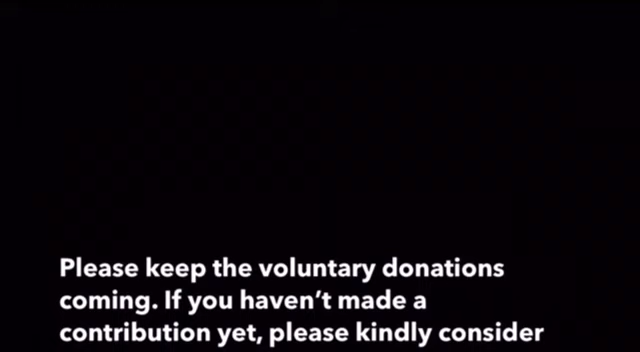 Please keep the voluntary donations
coming. If you haven't made a
contribution yet, please kindly consider